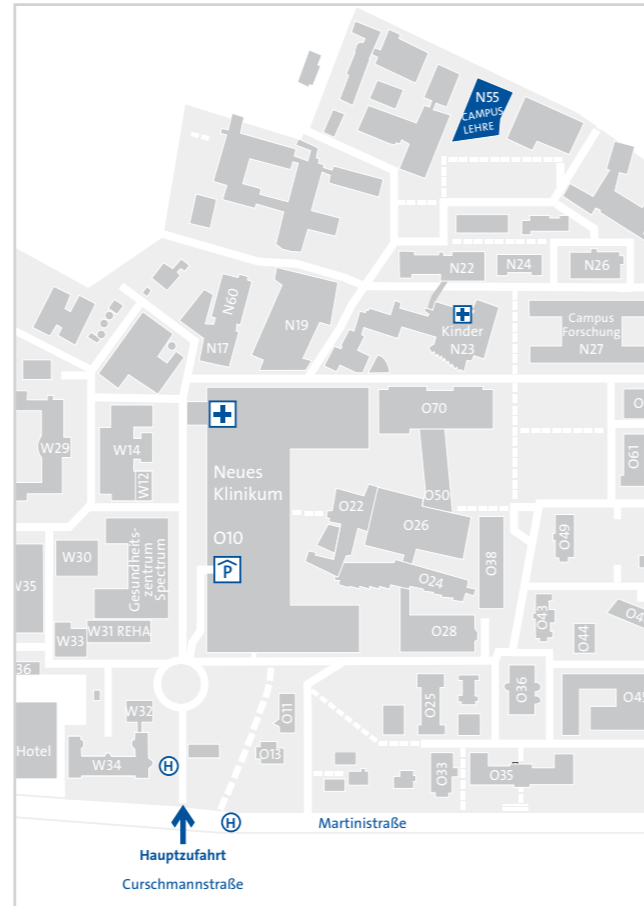 N55
CAMPUS
LEHRE
N22
N24
N26
N60
N19
N17
Kinder
N23
Campus
Forschung
N27
O70
W29
W14
W12
Neues
Klinikum
O10
P
O50
O22
O26
O24
O38
O28
O61
O49
O43
O44
W30
Gesundheits-
zentrum
Spectrum
W35
W31 REHA
W33
36
W32
W34
Hotel
H
H
O11
O13
O25
O36
O45
O33
O35
Martinistraße
Hauptzufahrt
Curschmannstraße